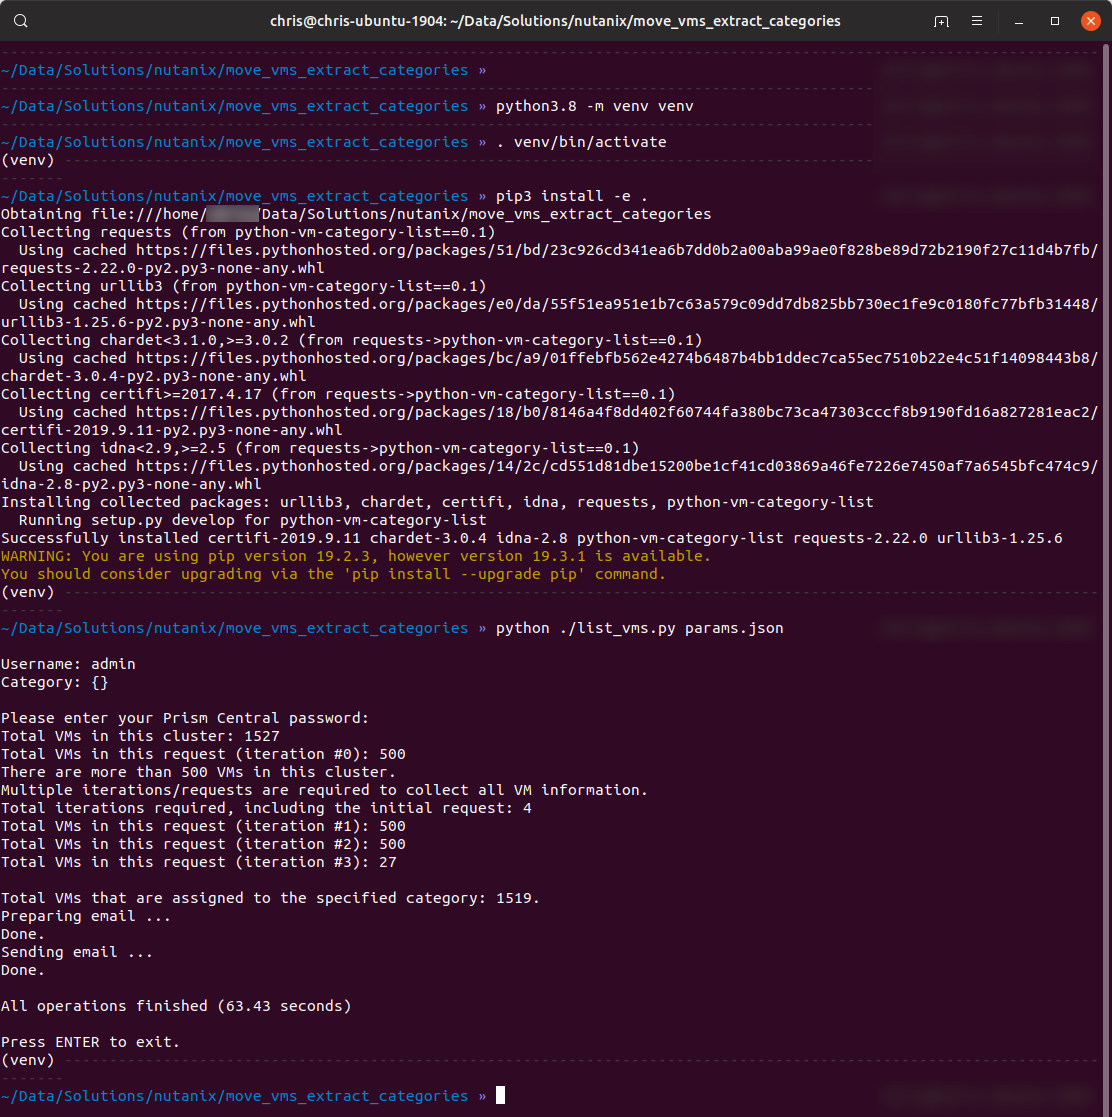 chris@chris-ubuntu-1904: ~/Data/Solutions/nutanix/move_vms_extract_categories
~/Data/Solutions/nutanix/move_vms_extract_categories »
~/Data/Solutions/nutanix/move_vms_extract_categories » python3.8 -m venv venv
~/Data/Solutions/nutanix/move_vms_extract_categories » . venv/bin/activate
(venv)
~/Data/Solutions/nutanix/move_vms_extract_categories » pip3 install -e .
Obtaining file:///home/ /Data/Solutions/nutanix/move_vms_extract_categories
Collecting requests (from python-vm-category-list==0.1)
Using cached https://files.pythonhosted.org/packages/51/bd/23c926cd341ea6b7dd0b2a00aba99ae0f828be89d72b2190f27c11d4b7fb/
requests-2.22.0-py2.py3-none-any.whl
Collecting urllib3 (from python-vm-category-list==0.1)
Using cached https://files.pythonhosted.org/packages/e0/da/55f51ea951e1b7c63a579c09dd7db825bb730ec1fe9c0180fc77bfb31448/
urllib3-1.25.6-py2.py3-none-any.whl
Collecting chardet<3.1.0,>=3.0.2 (from requests->python-vm-category-list==0.1)
Using cached https://files.pythonhosted.org/packages/bc/a9/01ffebfb562e4274b6487b4bb1ddec7ca55ec7510b22e4c51f14098443b8/
chardet-3.0.4-py2.py3-none-any.whl
Collecting certifi>=2017.4.17 (from requests->python-vm-category-list==0.1)
Using cached https://files.pythonhosted.org/packages/18/b0/8146a4f8dd402f60744fa380bc73ca47303cccf8b9190fd16a827281eac2/
certifi-2019.9.11-py2.py3-none-any.whl
Collecting idna<2.9,>=2.5 (from requests->python-vm-category-list==0.1)
Using cached https://files.pythonhosted.org/packages/14/2c/cd551d81dbe15200be1cf41cd03869a46fe7226e7450af7a6545bfc474c9/
idna-2.8-py2.py3-none-any.whl
Installing collected packages: urllib3, chardet, certifi, idna, requests, python-vm-category-list
Running setup.py develop for python-vm-category-list
Successfully installed certifi-2019.9.11 chardet-3.0.4 idna-2.8 python-vm-category-list requests-2.22.0 urllib3-1.25.6
WARNING: You are using pip version 19.2.3, however version 19.3.1 is available.
You should consider upgrading via the 'pip install --upgrade pip' command.
(venv)
~/Data/Solutions/nutanix/move_vms_extract_categories » python ./list_vms.py params.json
Username: admin
Category: {}
Please enter your Prism Central password:
Total VMs in this cluster: 1527
Total VMs in this request (iteration #0): 500
There are more than 500 VMs in this cluster.
Multiple iterations/requests are required to collect all VM information.
Total iterations required, including the initial request: 4
Total VMs in this request (iteration #1): 500
Total VMs in this request (iteration #2): 500
Total VMs in this request (iteration #3): 27
Total VMs that are assigned to the specified category: 1519.
Preparing email ...
Done.
Sending email ...
Done.
All operations finished (63.43 seconds)
Press ENTER to exit.
(venv)
~/Data/Solutions/nutanix/move_vms_extract_categories »